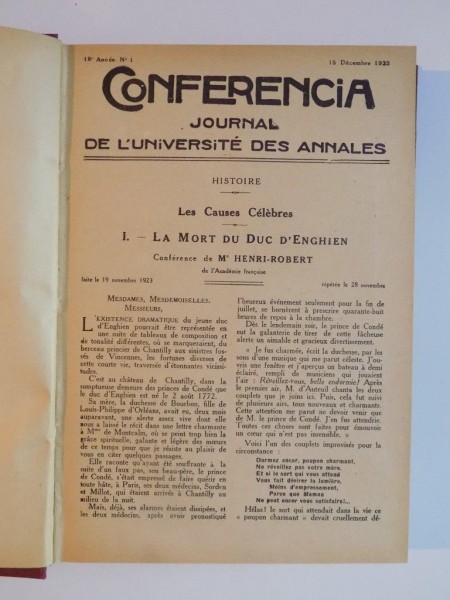 18e Année No 1
15 Décembre 1923
CONFERENCIA
JOURNAL
DE L'UNIVERSITÉ DES ANNALES
HISTOIRE
Les Causes Célèbres
I. — LA MORT DU DUC D'ENGHIEN
Conférence de Me HENRI-ROBERT
de l'Académie française
faite le 19 novembre 1923
répétée le 28 novembre
MESDAMES, MESDEMOISELLES,
MESSIEURS,
L'EXISTENCE DRAMATIQUE du jeune duc
d'Enghien pourrait être représentée en
une suite de tableaux de composition et
de tonalité différentes, où se marqueraient, du
berceau princier de Chantilly aux sinistres fos-
sés de Vincennes, les fortunes diverses de
cette courte vie, traversée d'étonnantes vicissi-
tudes.
C'est au château de Chantilly, dans la
somptueuse demeure des princes de Condé que
le duc d'Enghien est né le 2 août 1772.
Sa mère, la duchesse de Bourbon, fille de
Louis-Philippe d'Orléans, avait eu, deux mois
auparavant, une alerte assez vive dont elle
nous a laissé le récit dans une lettre charmante
à Mme de Montcalm, où se peut trop bien la
grâce spirituelle, galante et légère des mœurs
de ce temps pour que je résiste au plaisir de
vous en citer quelques passages.
Elle raconte qu'ayant été souffrante à la
suite d'un faux pas, son beau-père, le prince
de Condé, s'était empressé de faire quérir en
toute hâte, à Paris, ses deux médecins, Sordes
et Millot, qui étaient arrivés à Chantilly au
milieu de la nuit.
Mais, déjà, ses alarmes étaient dissipées, et
les deux médecins, après avoir pronostiqué
l'heureux événement seulement pour la fin de
juillet, se bornèrent à prescrire quarante-huit
heures de repos à la chambre.
Dès le lendemain soir, le prince de Condé
eut la galanterie de tirer de cette fâcheuse
alerte un aimable et gracieux divertissement.
« Je fus charmée, écrit la duchesse, par les
sons d'une musique qui me parut céleste. J'ou-
vris une fenêtre et j'aperçus un bateau à demi
éclairé, rempli de musiciens qui jouaient
l'air : Réveillez-vous, belle endormie! Après
le premier air, M. d'Auteuil chanta les deux
couplets que je joins ici. Puis, cela fut suivi
de plusieurs airs, tous nouveaux et charmants.
Cette attention me parut ne devoir venir que
de M. le prince de Condé. J'en fus attendrie.
Toutes ces choses sont faites pour émouvoir
un cœur qui n'est pas insensible. »
Voici l'un des couplets improvisés pour la
circonstance :
Dormez encor, poupon charmant,
Ne réveillez pas votre mère,
Et si le sort qui vous attend
Vous fait désirer la lumière,
Moins d'empressement,
Parce que Maman
Ne peut encor vous satisfaire!...
Hélas! le sort qui attendait dans la vie ce
« poupon charmant » devait cruellement dé-